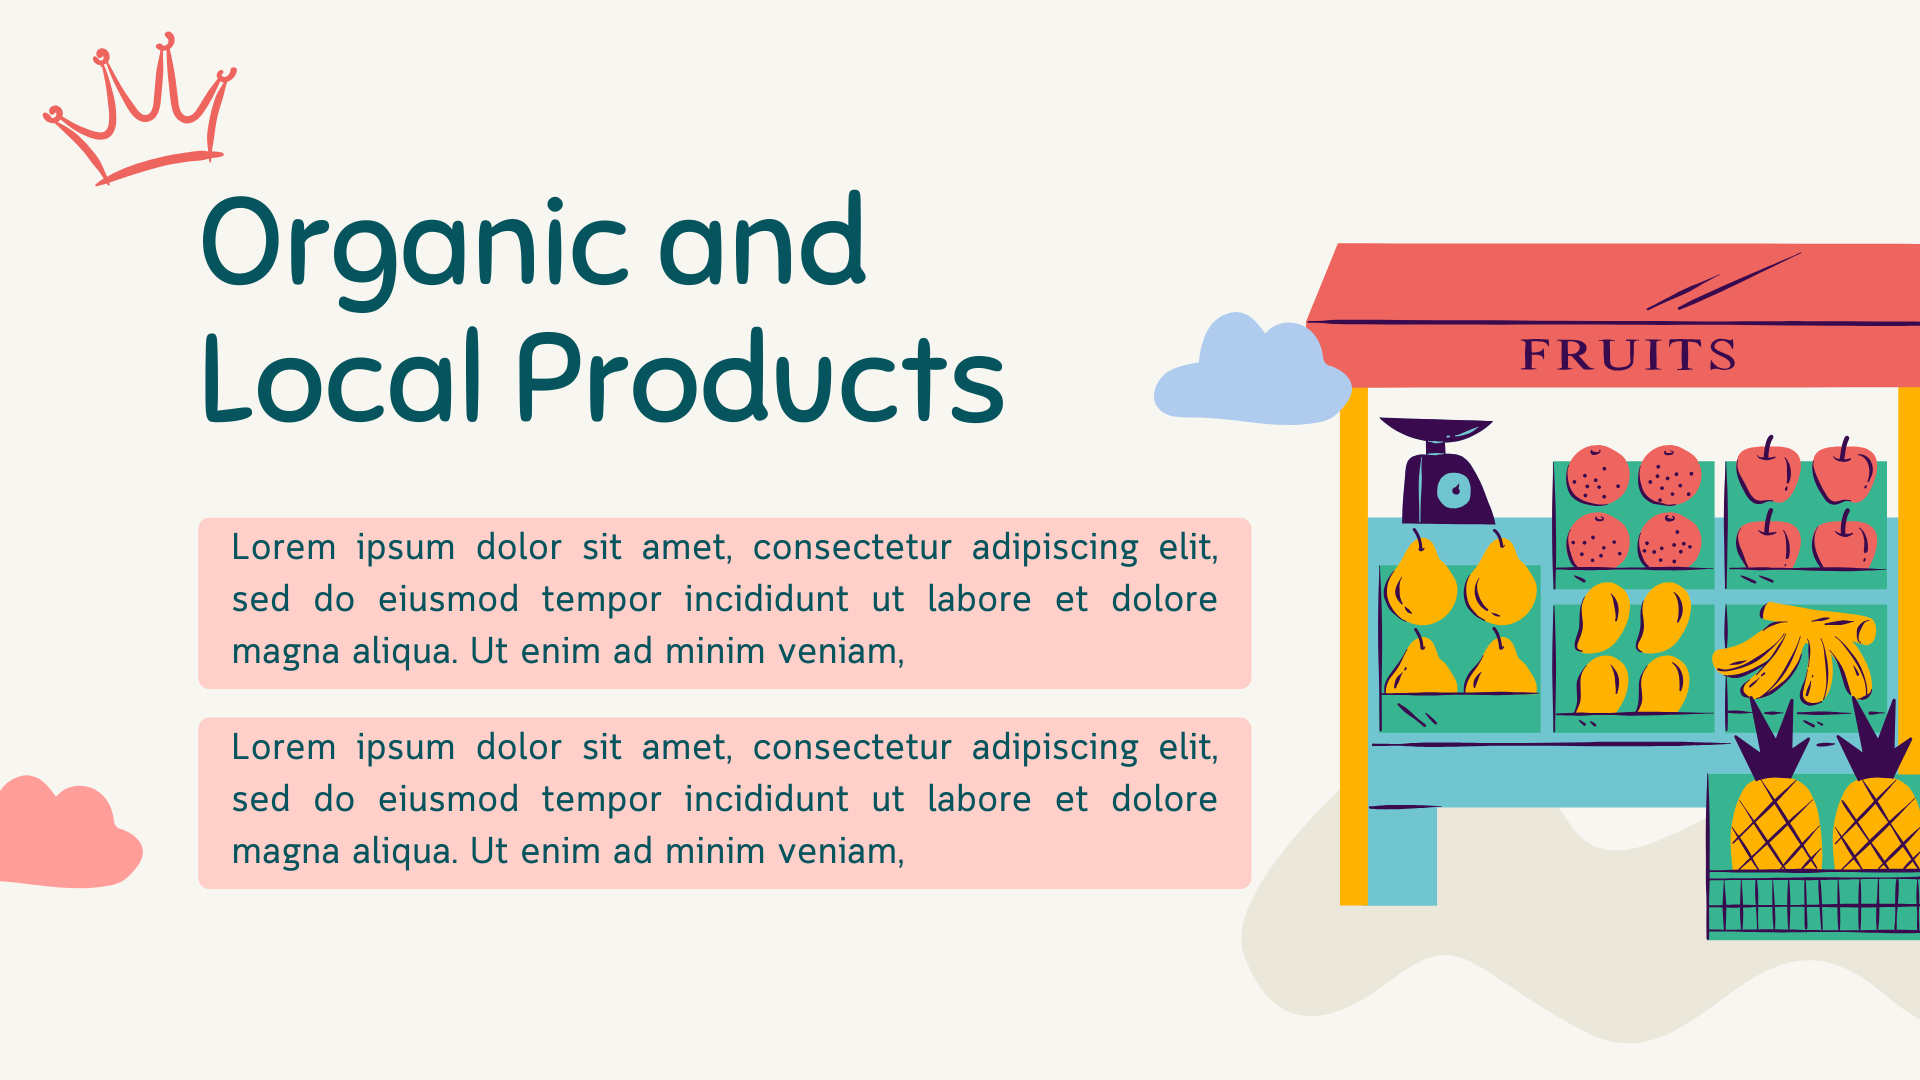 Organic and
Local Products
FRUITS
Lorem ipsum dolor sit amet, consectetur adipiscing elit,
sed do eiusmod tempor incididunt ut labore et dolore
magna aliqua. Ut enim ad minim veniam,
Lorem ipsum dolor sit amet, consectetur adipiscing elit,
sed do eiusmod tempor incididunt ut labore et dolore
magna aliqua. Ut enim ad minim veniam,